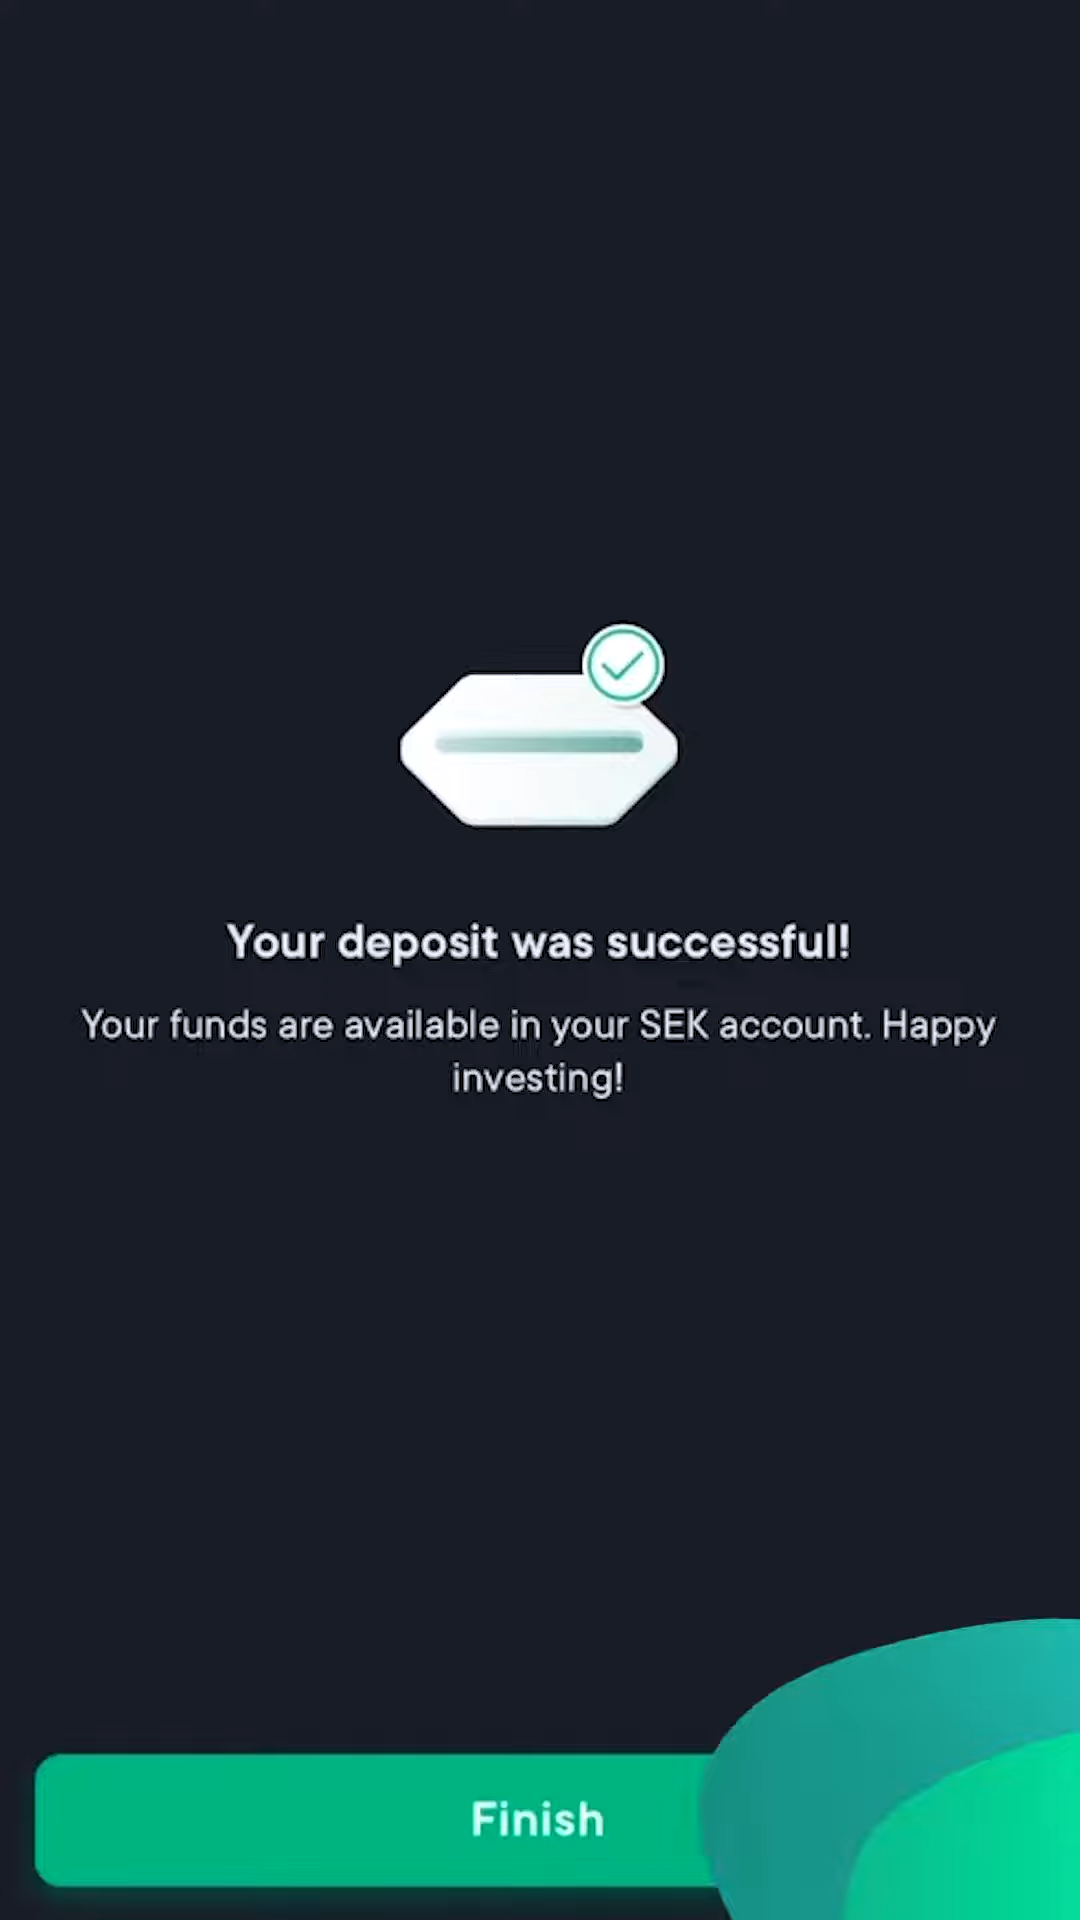 Your deposit was successful!
Your funds are available in your SEK account. Happy
investing!
Finish